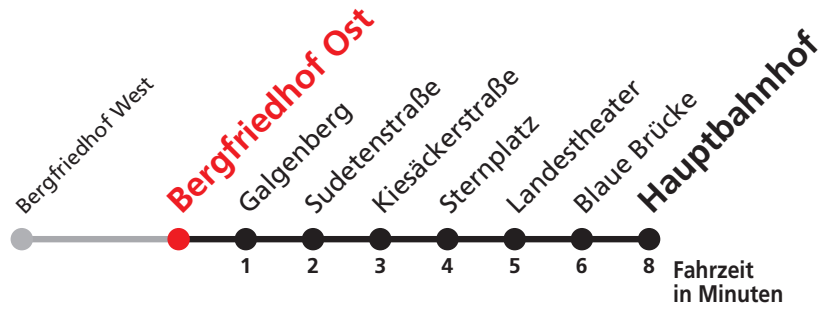 Bergfriedhof West
Bergfriedhof Ost
Galgenberg
Sudetenstraße
Kiesäckerstraße
Sternplatz
Landestheater
Blaue Brücke
Hauptbahnhof
1 2 3 4 5 6 8
Fahrzeit
in Minuten